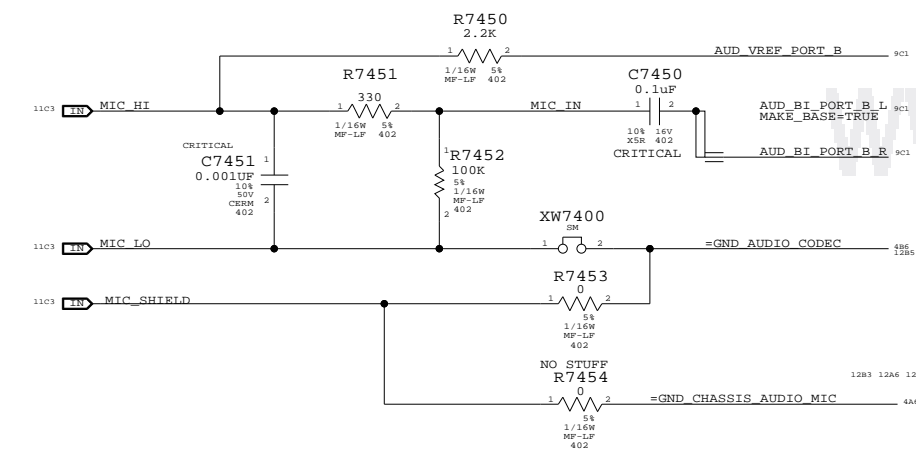 R7450
2.2K
1 2
1/16W 5%
MF-LF 402
AUD_VREF_PORT_B 9C1
R7451
330
1 2
1/16W 5%
MF-LF 402
C7450
0.1uF
1 2
10% 16V
X5R 402
CRITICAL
11C3 IN MIC_HI
MIC_IN
AUD_BI_PORT_B_L 9C1
MAKE_BASE=TRUE
AUD_BI_PORT_B_R 9C1
CRITICAL
C7451
0.001UF
10%
50V
CERM
402
1
2
1
R7452
100K
5%
1/16W
MF-LF
402
2
XW7400
SM
1 2
11C3 IN MIC_LO
=GND_AUDIO_CODEC 4B6
12B5
R7453
0
1 2
5%
1/16W
MF-LF
402
11C3 IN MIC_SHIELD
NO STUFF
R7454
0
1 2
5%
1/16W
MF-LF
402
12B3 12A6 12
=GND_CHASSIS_AUDIO_MIC 4A6